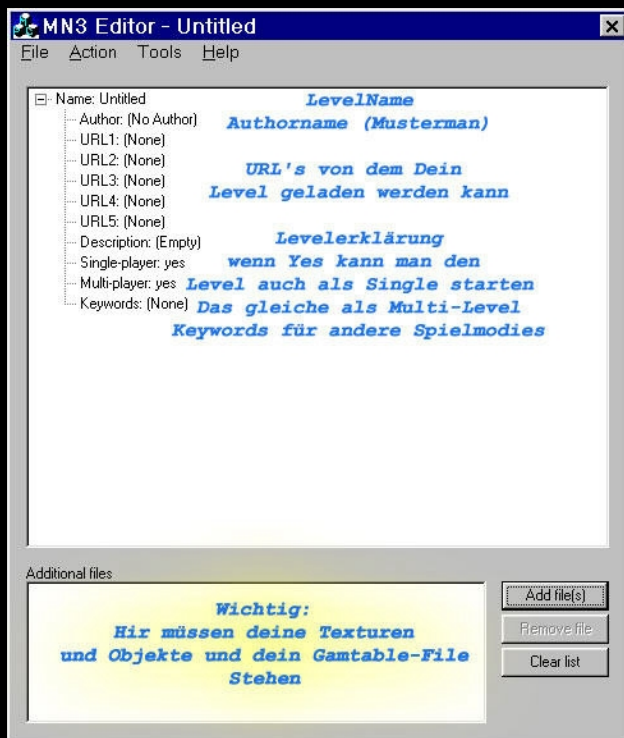 MN3 Editor - Untitled
File Action Tools Help
Name: Untitled LevelName
Author: (No Author) Authorname (Musterman)
URL1: (None)
URL2: (None) URL's von dem Dein
URL3: (None) Level geladen werden kann
URL4: (None)
URL5: (None)
Description: (Empty) Levelerklärung
Single-player: yes wenn Yes kann man den
Multi-player: yes Level auch als Single starten
Keywords: (None) Das gleiche als Multi-Level
Keywords für andere Spielmodies
Additional files
Wichtig:
Hir müssen deine Texturen
und Objekte und dein Gamtable-File
Stehen
Add file(s)
Remove file
Clear list